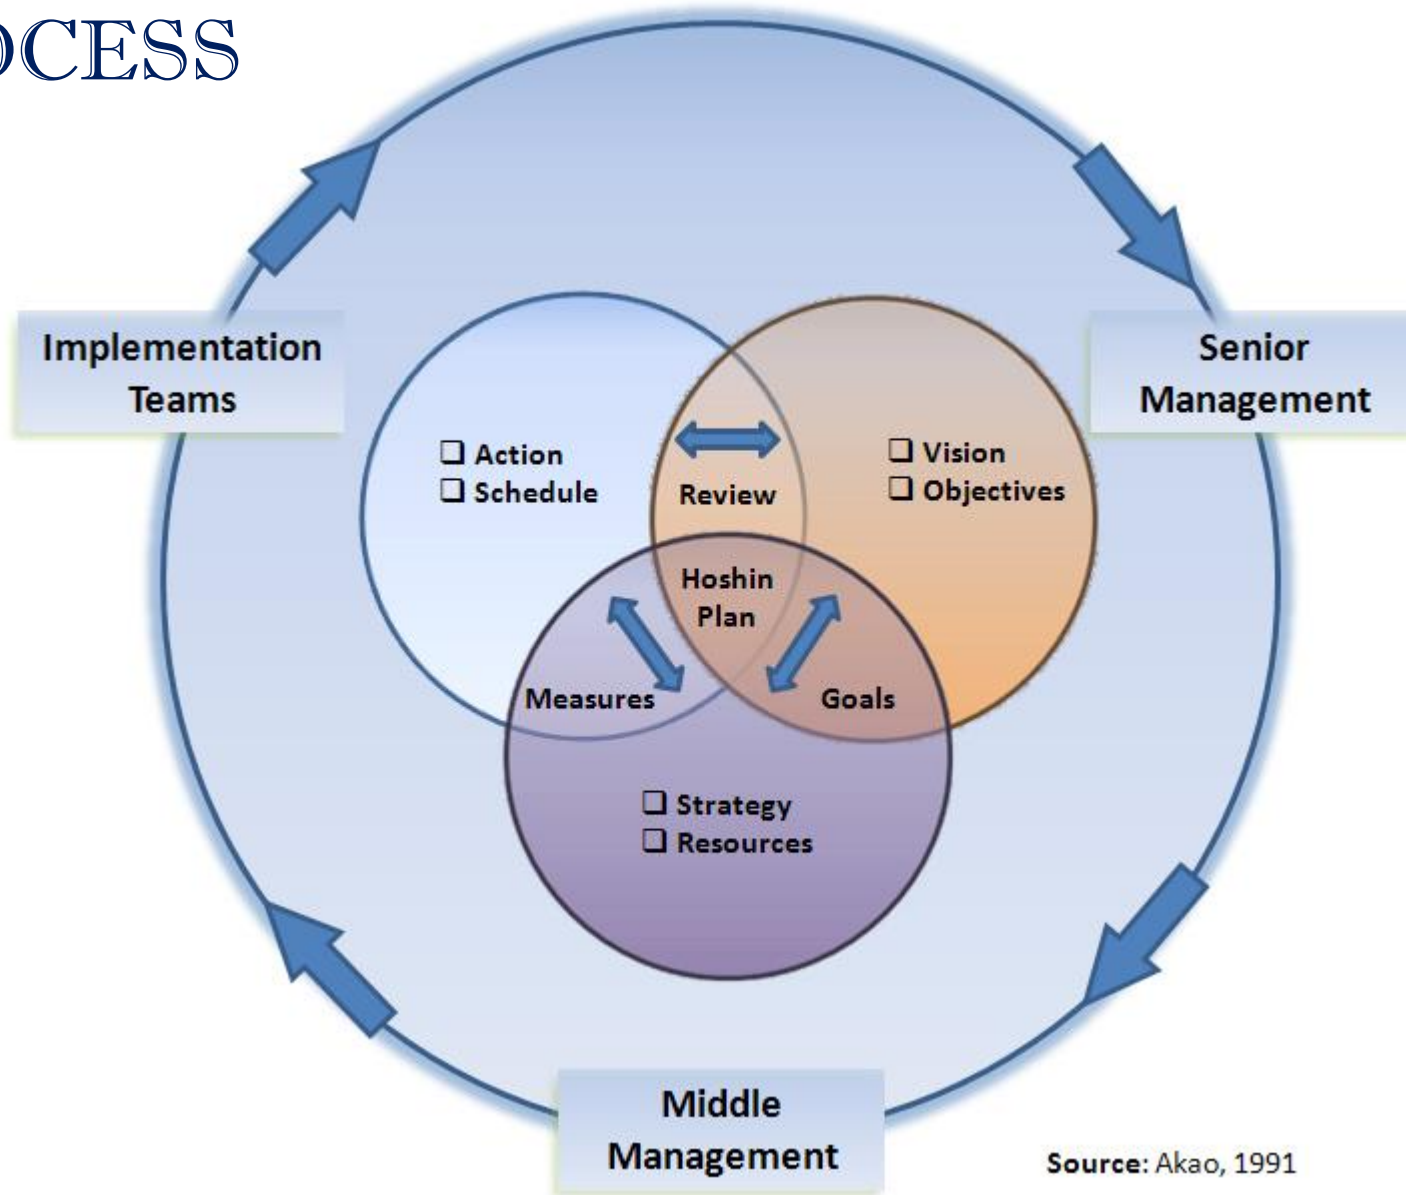 OCESS
Implementation
Teams
Senior
Management
❑ Action
❑ Schedule
Review
❑ Vision
❑ Objectives
Hoshin
Plan
Measures
Goals
❑ Strategy
❑ Resources
Middle
Management
Source: Akao, 1991